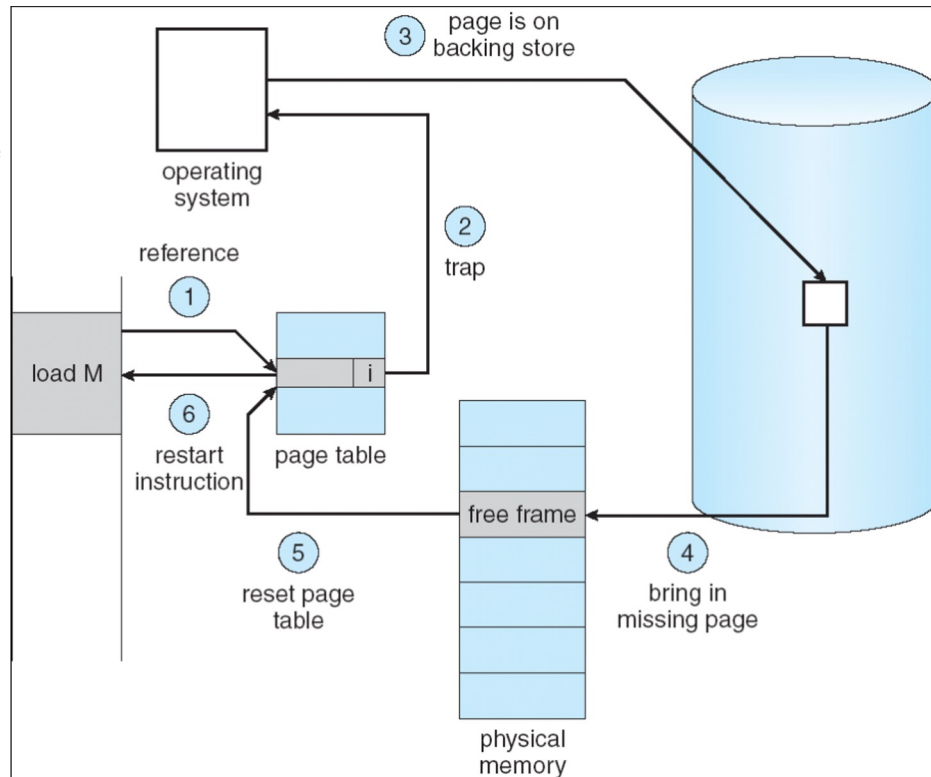 3
page is on
backing store
operating
system
2
trap
reference
1
load M
i
6
restart
instruction
page table
free frame
5
reset page
table
4
bring in
missing page
physical
memory